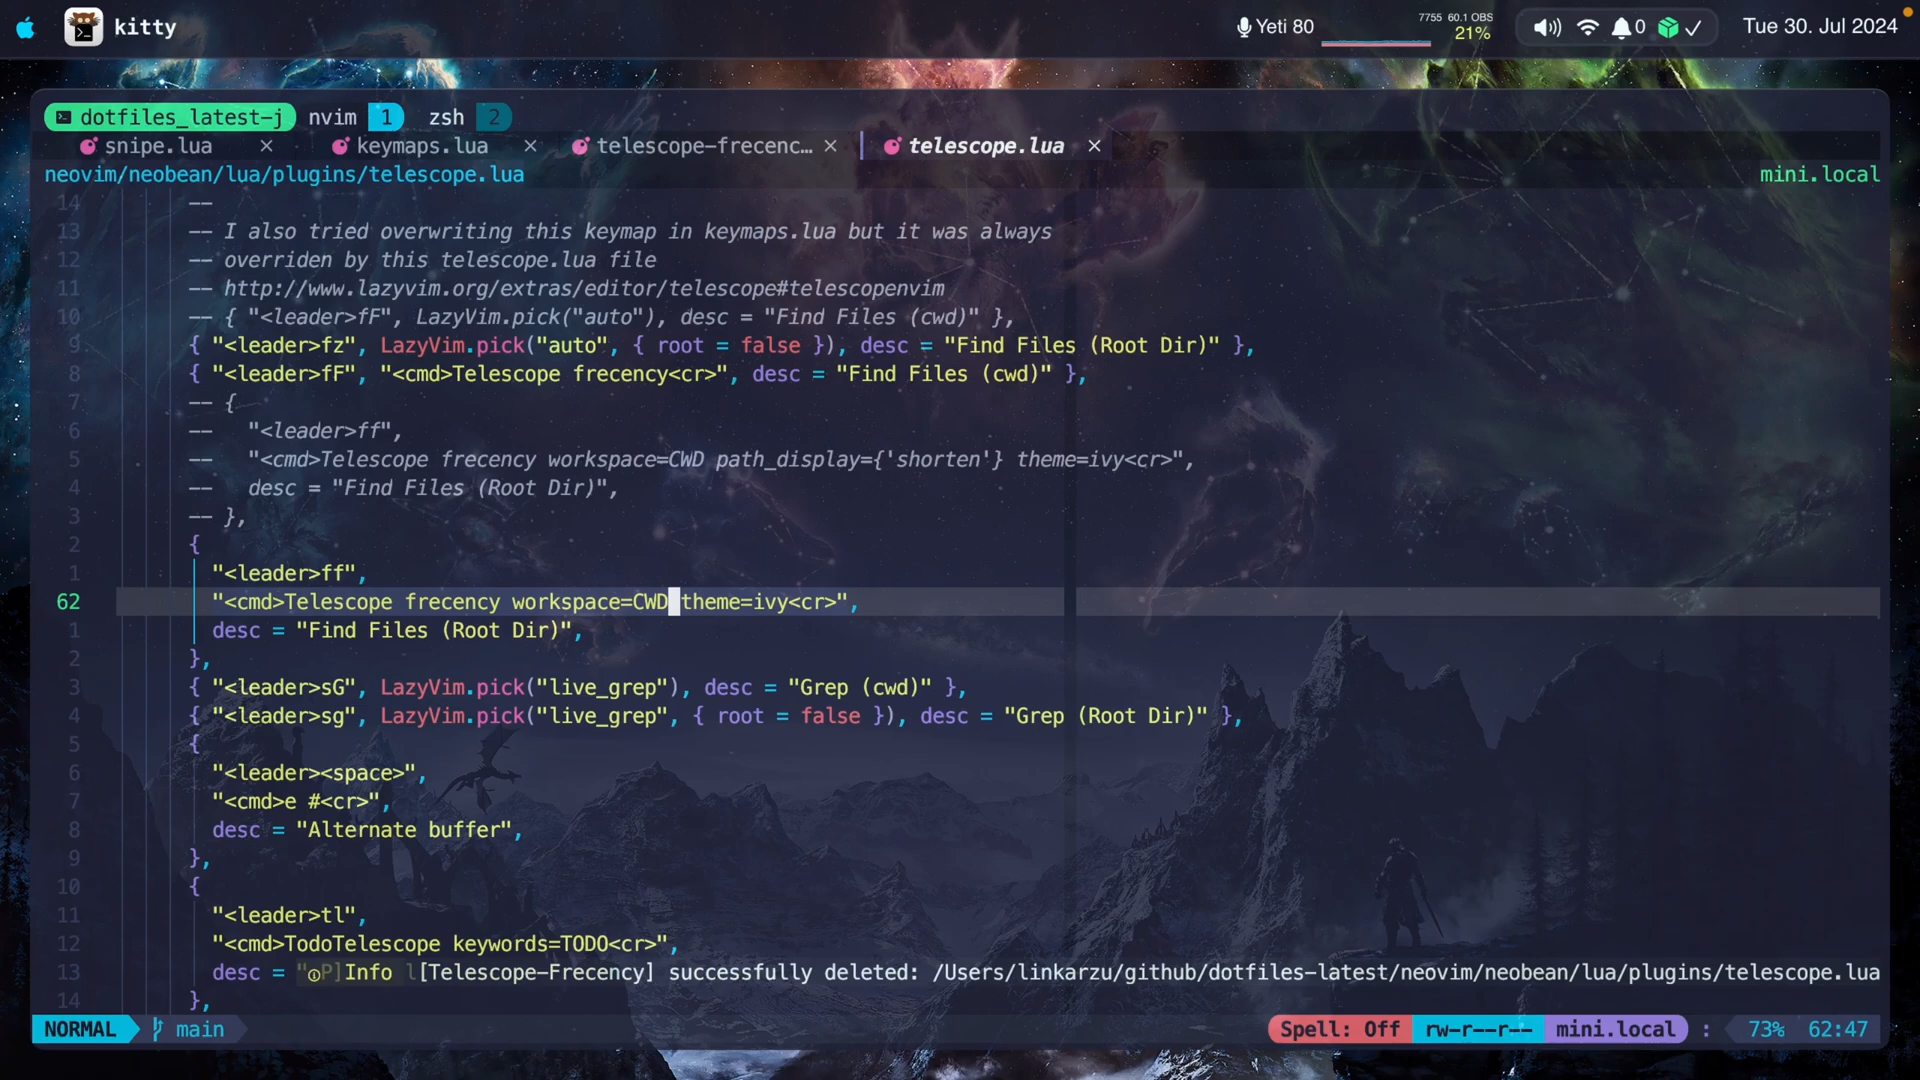 kitty
Yeti 80
7755 60.1 OBS
21%
0
Tue 30. Jul 2024
dotfiles_latest-j nvim 1 zsh 2
snipe.lua × keymaps.lua × telescope-frecenc… × telescope.lua ×
neovim/neobean/lua/plugins/telescope.lua mini.local
14 --
13 -- I also tried overwriting this keymap in keymaps.lua but it was always
12 -- overriden by this telescope.lua file
11 -- http://www.lazyvim.org/extras/editor/telescope#telescopenvim
10 -- { "<leader>fF", LazyVim.pick("auto"), desc = "Find Files (cwd)" },
9 { "<leader>fz", LazyVim.pick("auto", { root = false }), desc = "Find Files (Root Dir)" },
8 { "<leader>fF", "<cmd>Telescope frecency<cr>", desc = "Find Files (cwd)" },
7 -- {
6 --   "<leader>ff",
5 --   "<cmd>Telescope frecency workspace=CWD path_display={'shorten'} theme=ivy<cr>",
4 --   desc = "Find Files (Root Dir)",
3 -- },
2 {
1 "<leader>ff",
62 "<cmd>Telescope frecency workspace=CWD theme=ivy<cr>",
1 desc = "Find Files (Root Dir)",
2 },
3 { "<leader>sG", LazyVim.pick("live_grep"), desc = "Grep (cwd)" },
4 { "<leader>sg", LazyVim.pick("live_grep", { root = false }), desc = "Grep (Root Dir)" },
5 {
6 "<leader><space>",
7 "<cmd>e #<cr>",
8 desc = "Alternate buffer",
9 },
10 {
11 "<leader>tl",
12 "<cmd>TodoTelescope keywords=TODO<cr>",
13 desc = " Info [Telescope-Frecency] successfully deleted: /Users/linkarzu/github/dotfiles-latest/neovim/neobean/lua/plugins/telescope.lua
14 },
NORMAL main Spell: Off rw-r--r-- mini.local : 73% 62:47